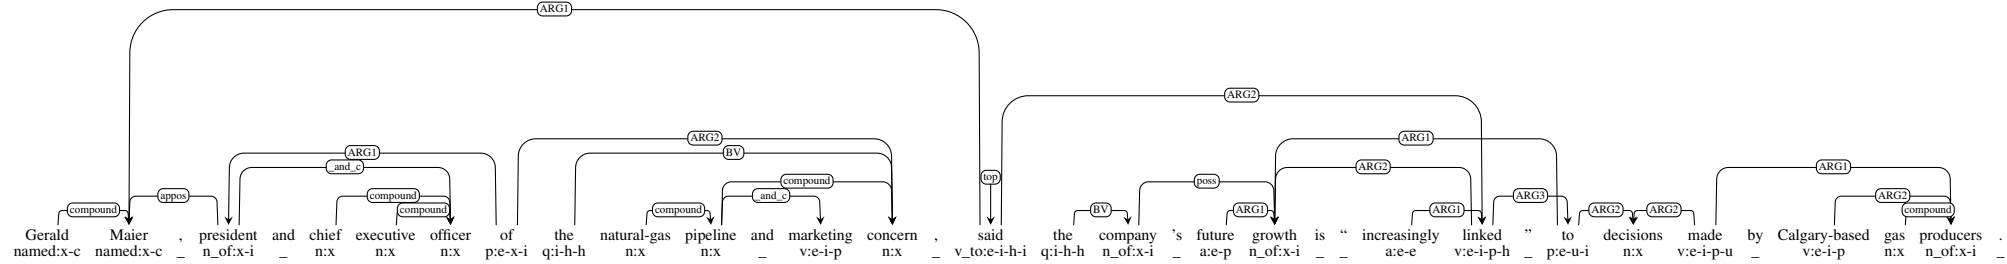 ARG1
ARG2
ARG2 ARG1
ARG1 BV
_and_c top ARG2 ARG1
compound poss
appos compound _and_c ARG3 ARG2
compound compound compound BV ARG1 ARG1 ARG2 ARG2 compound
Gerald Maier , president and chief executive officer of the natural-gas pipeline and marketing concern , said the company 's future growth is “ increasingly linked ” to decisions made by Calgary-based gas producers .
named:x-c named:x-c _ n_of:x-i _ n:x n:x n:x p:e-x-i q:i-h-h n:x n:x _ v:e-i-p n:x _ v_to:e-i-h-i q:i-h-h n_of:x-i _ a:e-p n_of:x-i _ _ a:e-e v:e-i-p-h _ p:e-u-i n:x v:e-i-p-u _ v:e-i-p n:x n_of:x-i _